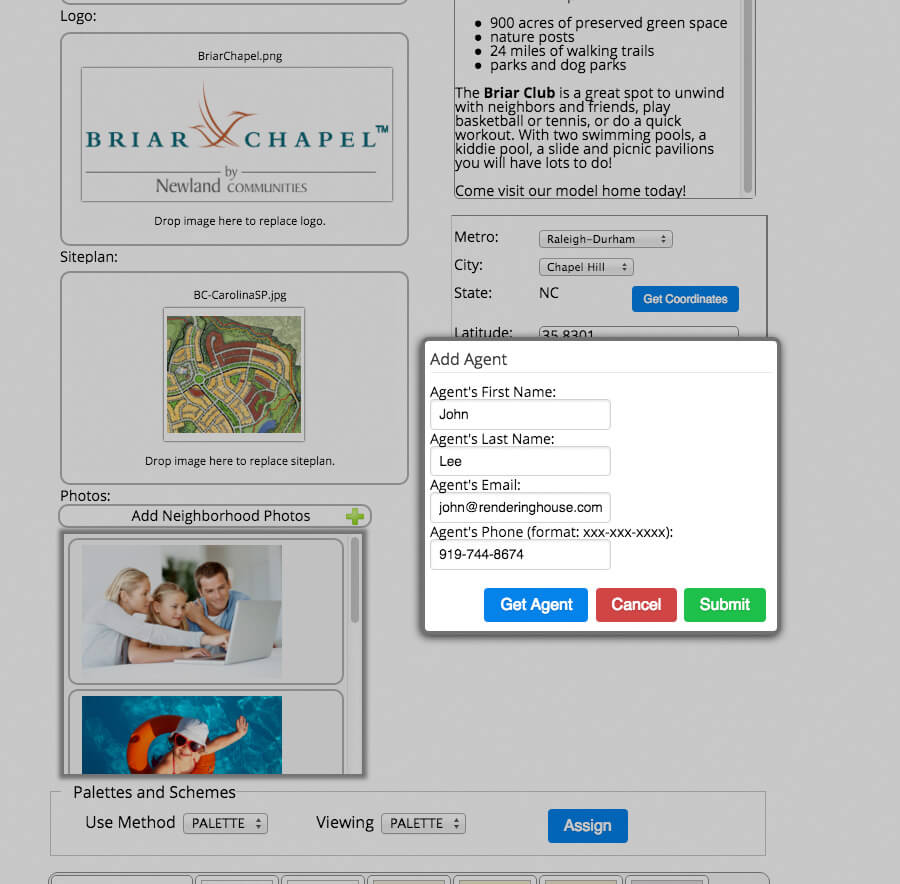 Logo:
BriarChapel.png
BRIAR CHAPEL™
by
Newland COMMUNITIES
Drop image here to replace logo.
Siteplan:
BC-CarolinaSP.jpg
Drop image here to replace siteplan.
Photos:
Add Neighborhood Photos
900 acres of preserved green space
nature posts
24 miles of walking trails
parks and dog parks
The Briar Club is a great spot to unwind
with neighbors and friends, play
basketball or tennis, or do a quick
workout. With two swimming pools, a
kiddie pool, a slide and picnic pavilions
you will have lots to do!
Come visit our model home today!
Metro: Raleigh-Durham
City: Chapel Hill
State: NC Get Coordinates
Latitude: 35.8301
Add Agent
Agent's First Name:
John
Agent's Last Name:
Lee
Agent's Email:
john@renderinghouse.com
Agent's Phone (format: xxx-xxx-xxxx):
919-744-8674
Get Agent Cancel Submit
Palettes and Schemes
Use Method PALETTE Viewing PALETTE Assign